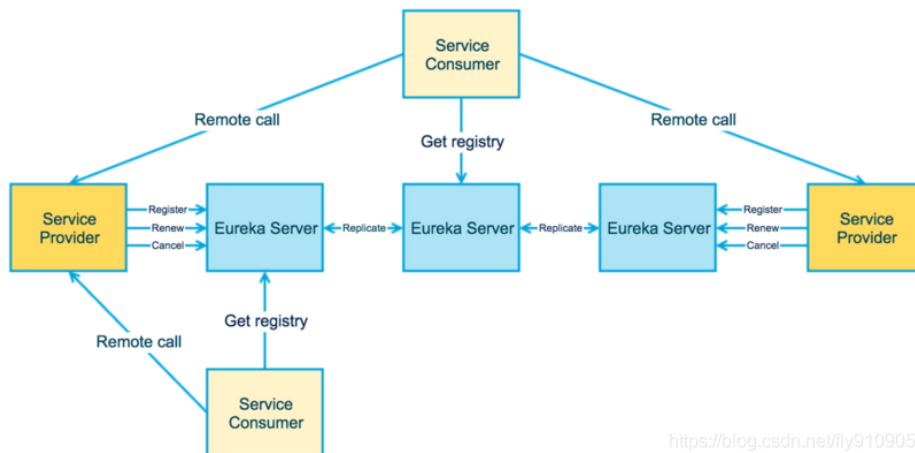 Service
Consumer
Remote call
Remote call
Get registry
Service
Provider
Register
Renew
Cancel
Eureka Server
Replicate
Eureka Server
Replicate
Eureka Server
Register
Renew
Cancel
Service
Provider
Get registry
Remote call
Service
Consumer
https://blog.csdn.net/fly910905